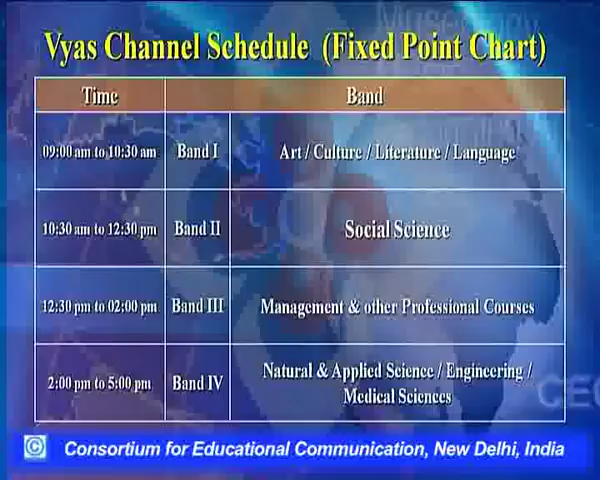 Museology
Vyas Channel Schedule (Fixed Point Chart)
Time Band
09:00 am to 10:30 am Band I Art / Culture / Literature / Language
10:30 am to 12:30 pm Band II Social Science
12:30 pm to 02:00 pm Band III Management & other Professional Courses
2:00 pm to 5:00 pm Band IV Natural & Applied Science / Engineering /
Medical Sciences
CEC
© Consortium for Educational Communication, New Delhi, India